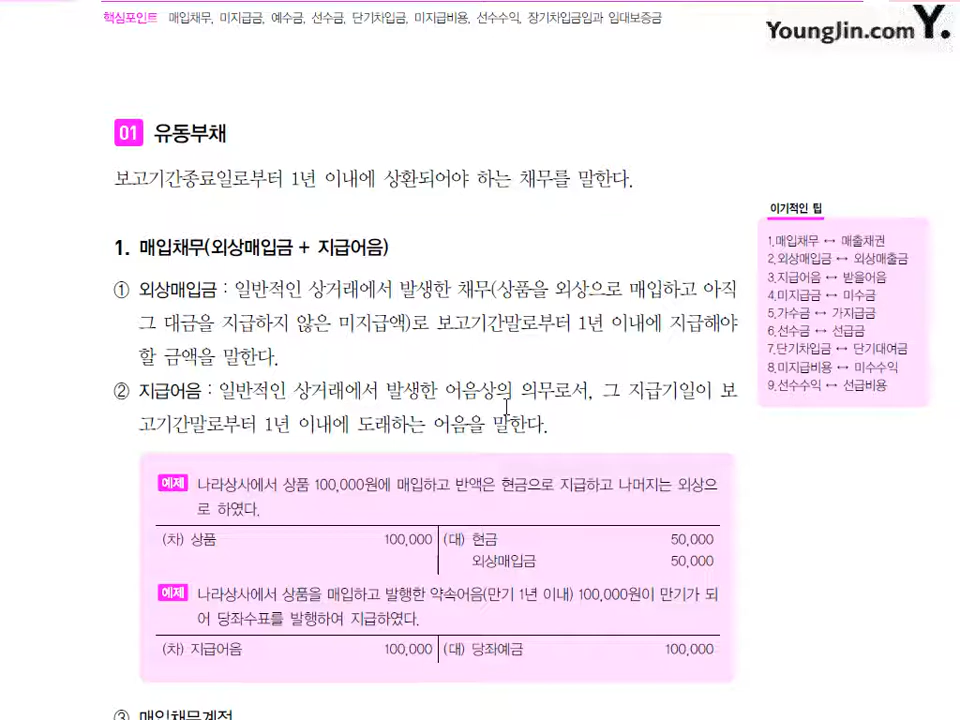 핵심포인트 매입채무, 미지급금, 예수금, 선수금, 단기차입금, 미지급비용, 선수수익, 장기차입금임과 임대보증금
YoungJin.com Y.
01 유동부채
보고기간종료일로부터 1년 이내에 상환되어야 하는 채무를 말한다.
1. 매입채무(외상매입금 + 지급어음)
① 외상매입금 : 일반적인 상거래에서 발생한 채무(상품을 외상으로 매입하고 아직
그 대금을 지급하지 않은 미지급액)로 보고기간말로부터 1년 이내에 지급해야
할 금액을 말한다.
② 지급어음 : 일반적인 상거래에서 발생한 어음상의 의무로서, 그 지급기일이 보
고기간말로부터 1년 이내에 도래하는 어음을 말한다.
예제 나라상사에서 상품 100,000원에 매입하고 반액은 현금으로 지급하고 나머지는 외상으
로 하였다.
(차) 상품 100,000 (대) 현금 50,000
외상매입금 50,000
예제 나라상사에서 상품을 매입하고 발행한 약속어음(만기 1년 이내) 100,000원이 만기가 되
어 당좌수표를 발행하여 지급하였다.
(차) 지급어음 100,000 (대) 당좌예금 100,000
③ 매입채무계정
이기적인 팁
1.매입채무 ↔ 매출채권
2.외상매입금 ↔ 외상매출금
3.지급어음 ↔ 받을어음
4.미지급금 ↔ 미수금
5.가수금 ↔ 가지급금
6.선수금 ↔ 선급금
7.단기차입금 ↔ 단기대여금
8.미지급비용 ↔ 미수수익
9.선수수익 ↔ 선급비용